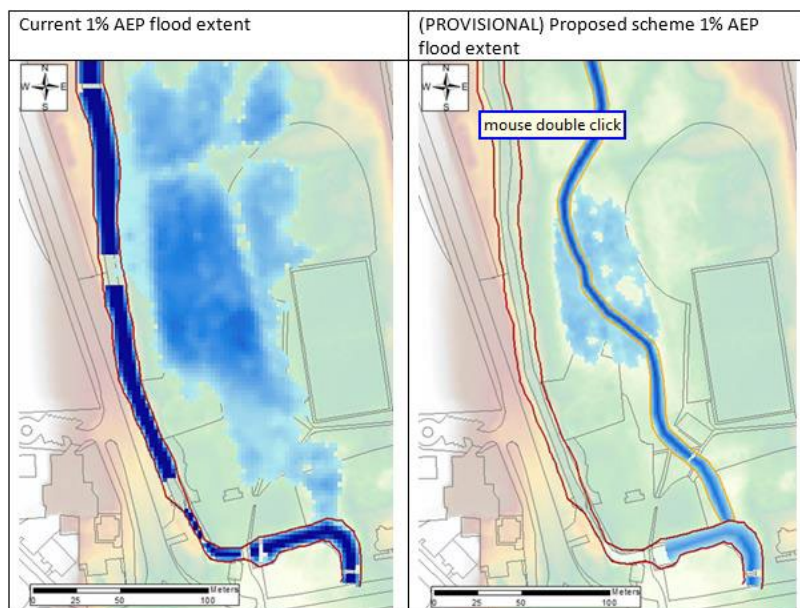 Current 1% AEP flood extent
(PROVISIONAL) Proposed scheme 1% AEP
flood extent
N
W E
S
N
W E
S
mouse double click
Meters
0 25 50 100
Meters
0 25 50 100